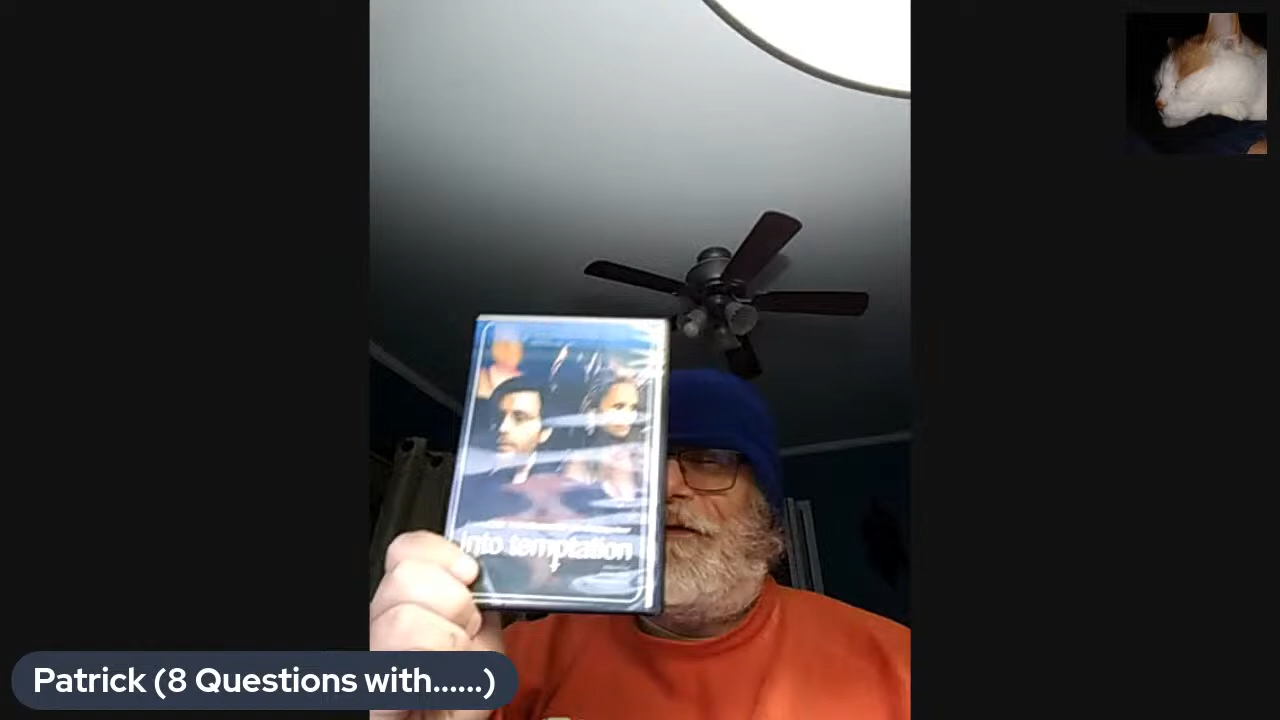 into temptation
Patrick (8 Questions with......)